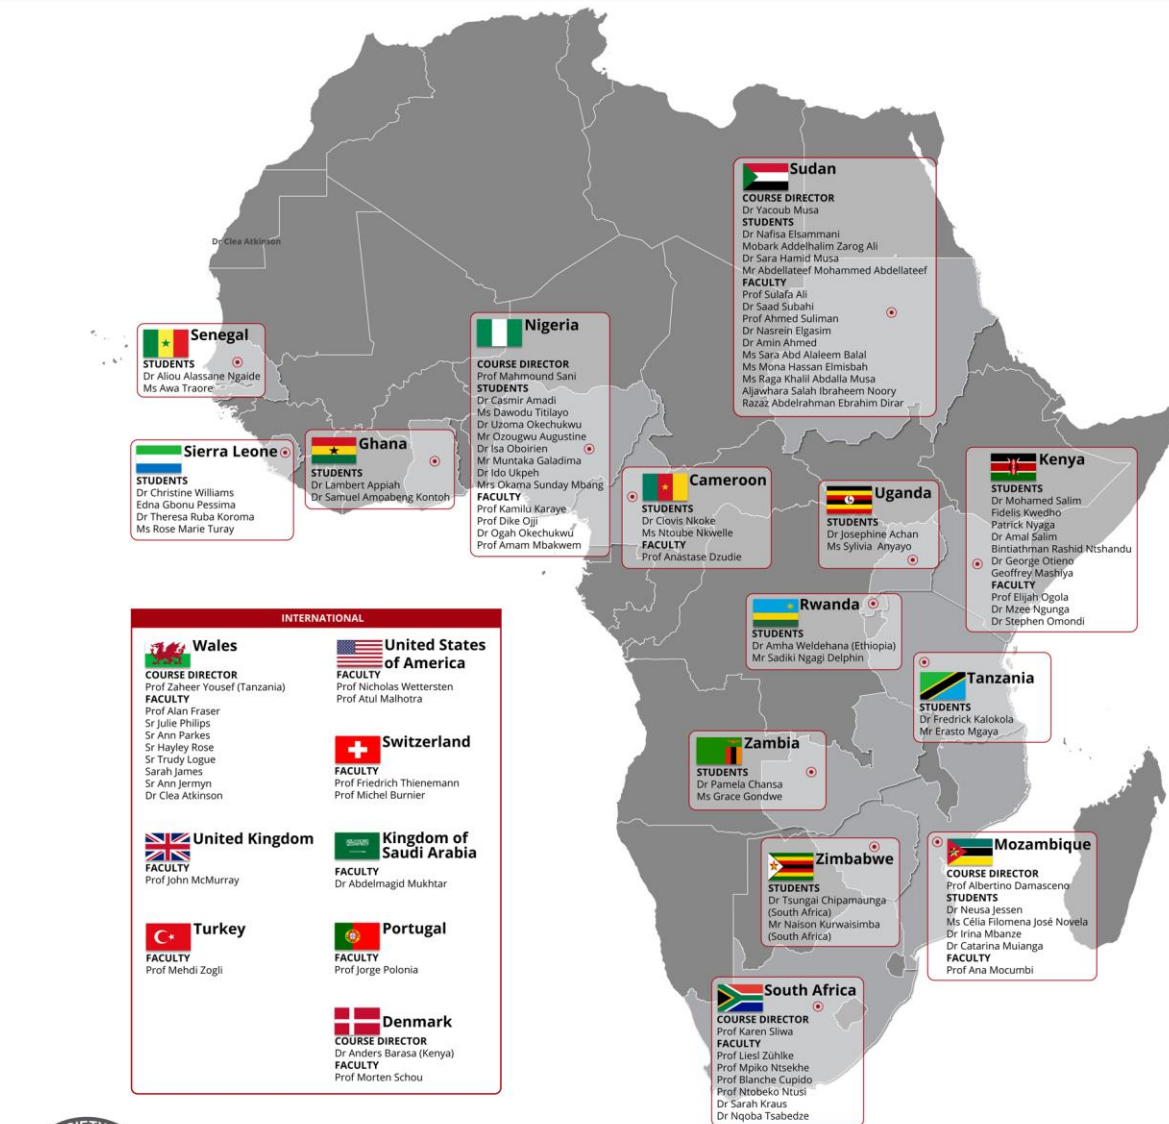 Dr Clea Atkinson
Sudan
COURSE DIRECTOR
Dr Yacoub Musa
STUDENTS
Dr Nafisa Elsammani
Mobark Addelhalim Zarog Ali
Dr Sara Hamid Musa
Mr Abdellateef Mohammed Abdellateef
FACULTY
Prof Sulafa Ali
Dr Saad Subahi
Prof Ahmed Suliman
Dr Nasrein Elgasim
Dr Amin Ahmed
Ms Sara Abd Alaleem Balal
Ms Mona Hassan Elmisbah
Ms Raga Khalil Abdalla Musa
Aljawhara Salah Ibraheem Noory
Razaz Abdelrahman Ebrahim Dirar
Senegal
STUDENTS
Dr Aliou Alassane Ngaide
Ms Awa Traore
Nigeria
COURSE DIRECTOR
Prof Mahmound Sani
STUDENTS
Dr Casmir Amadi
Ms Dawodu Titilayo
Dr Uzoma Okechukwu
Mr Ozougwu Augustine
Dr Isa Oboirien
Mr Muntaka Galadima
Dr Ido Ukpeh
Mrs Okama Sunday Mbang
FACULTY
Prof Kamilu Karaye
Prof Dike Ojji
Dr Ogah Okechukwu
Prof Amam Mbakwem
Sierra Leone
STUDENTS
Dr Christine Williams
Edna Gbonu Pessima
Dr Theresa Ruba Koroma
Ms Rose Marie Turay
Ghana
STUDENTS
Dr Lambert Appiah
Dr Samuel Amoabeng Kontoh
Cameroon
STUDENTS
Dr Clovis Nkoke
Ms Ntoube Nkwelle
FACULTY
Prof Anastase Dzudie
Uganda
STUDENTS
Dr Josephine Achan
Ms Sylivia Anyayo
Kenya
STUDENTS
Dr Mohamed Salim
Fidelis Kwedho
Patrick Nyaga
Dr Amal Salim
Bintiathman Rashid Ntshandu
Dr George Otieno
Geoffrey Mashiya
FACULTY
Prof Elijah Ogola
Dr Mzee Ngunga
Dr Stephen Omondi
Rwanda
STUDENTS
Dr Amha Weldehana (Ethiopia)
Mr Sadiki Ngagi Delphin
Tanzania
STUDENTS
Dr Fredrick Kalokola
Mr Erasto Mgaya
Zambia
STUDENTS
Dr Pamela Chansa
Ms Grace Gondwe
Zimbabwe
STUDENTS
Dr Tsungai Chipamaunga
(South Africa)
Mr Naison Kurwaisimba
(South Africa)
Mozambique
COURSE DIRECTOR
Prof Albertino Damasceno
STUDENTS
Dr Neusa Jessen
Ms Célia Filomena José Novela
Dr Irina Mbanze
Dr Catarina Muianga
FACULTY
Prof Ana Mocumbi
South Africa
COURSE DIRECTOR
Prof Karen Sliwa
FACULTY
Prof Liesl Zühlke
Prof Mpiko Ntsekhe
Prof Blanche Cupido
Prof Ntobeko Ntusi
Dr Sarah Kraus
Dr Nqoba Tsabedze
INTERNATIONAL
Wales
COURSE DIRECTOR
Prof Zaheer Yousef (Tanzania)
FACULTY
Prof Alan Fraser
Sr Julie Philips
Sr Ann Parkes
Sr Hayley Rose
Sr Trudy Logue
Sarah James
Sr Ann Jermyn
Dr Clea Atkinson
United States
of America
FACULTY
Prof Nicholas Wettersten
Prof Atul Malhotra
Switzerland
FACULTY
Prof Friedrich Thienemann
Prof Michel Burnier
United Kingdom
FACULTY
Prof John McMurray
Kingdom of
Saudi Arabia
FACULTY
Dr Abdelmagid Mukhtar
Turkey
FACULTY
Prof Mehdi Zogli
Portugal
FACULTY
Prof Jorge Polonia
Denmark
COURSE DIRECTOR
Dr Anders Barasa (Kenya)
FACULTY
Prof Morten Schou